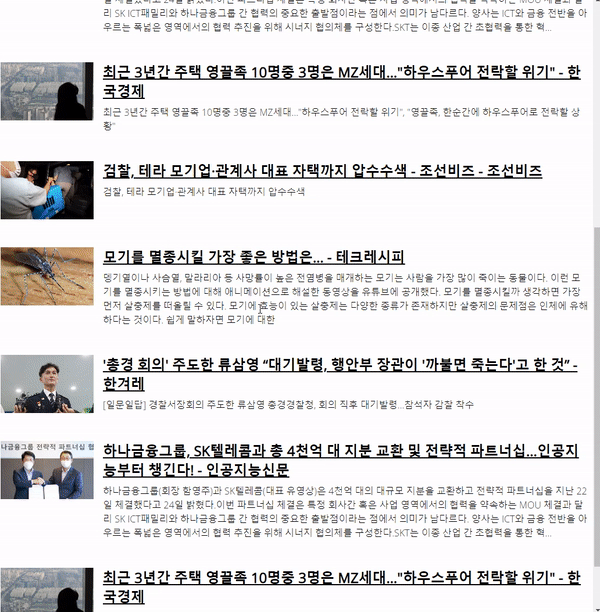 리 SK ICT패밀리와 하나금융그룹 간 협력의 중요한 출발점이라는 점에서 의미가 남다르다. 양사는 ICT와 금융 전반을 아
우르는 폭넓은 영역에서의 협력 추진을 위해 시너지 협의체를 구성한다.SKT는 이종 산업 간 초협력을 통한 혁...
최근 3년간 주택 영끌족 10명중 3명은 MZ세대..."하우스푸어 전락할 위기" - 한
국경제
최근 3년간 주택 영끌족 10명중 3명은 MZ세대..."하우스푸어 전락할 위기", "영끌족, 한순간에 하우스푸어로 전락할 상
황"
검찰, 테라 모기업·관계사 대표 자택까지 압수수색 - 조선비즈 - 조선비즈
검찰, 테라 모기업·관계사 대표 자택까지 압수수색
모기를 멸종시킬 가장 좋은 방법은... - 테크레시피
뎅기열이나 사슴열, 말라리아 등 사망률이 높은 전염병을 매개하는 모기는 사람을 가장 많이 죽이는 동물이다. 이런 모
기를 멸종시키는 방법에 대해 애니메이션으로 해설한 동영상을 유튜브에 공개했다. 모기를 멸종시킬까 생각하면 가장
먼저 살충제를 떠올릴 수 있다. 모기에 효능이 있는 살충제는 다양한 종류가 존재하지만 살충제의 문제점은 인체에 유해
하다는 것이다. 쉽게 말하자면 모기에 대한
'총경 회의' 주도한 류삼영 “대기발령, 행안부 장관이 '까불면 죽는다'고 한 것” -
한겨레
[일문일답] 경찰서장회의 주도한 류삼영 총경경찰청, 회의 직후 대기발령...참석자 감찰 착수
나금융그룹 전략적 파트너십 협
하나금융그룹, SK텔레콤과 총 4천억 대 지분 교환 및 전략적 파트너십...인공지
능부터 챙긴다! - 인공지능신문
하나금융그룹(회장 함영주)과 SK텔레콤(대표 유영상)은 4천억 대의 대규모 지분을 교환하고 전략적 파트너십을 지난 22
일 체결했다고 24일 밝혔다.이번 파트너십 체결은 특정 회사간 혹은 사업 영역에서의 협력을 약속하는 MOU 체결과 달
리 SK ICT패밀리와 하나금융그룹 간 협력의 중요한 출발점이라는 점에서 의미가 남다르다. 양사는 ICT와 금융 전반을 아
우르는 폭넓은 영역에서의 협력 추진을 위해 시너지 협의체를 구성한다.SKT는 이종 산업 간 초협력을 통한 혁...
최근 3년간 주택 영끌족 10명중 3명은 MZ세대..."하우스푸어 전락할 위기" - 한
국경제